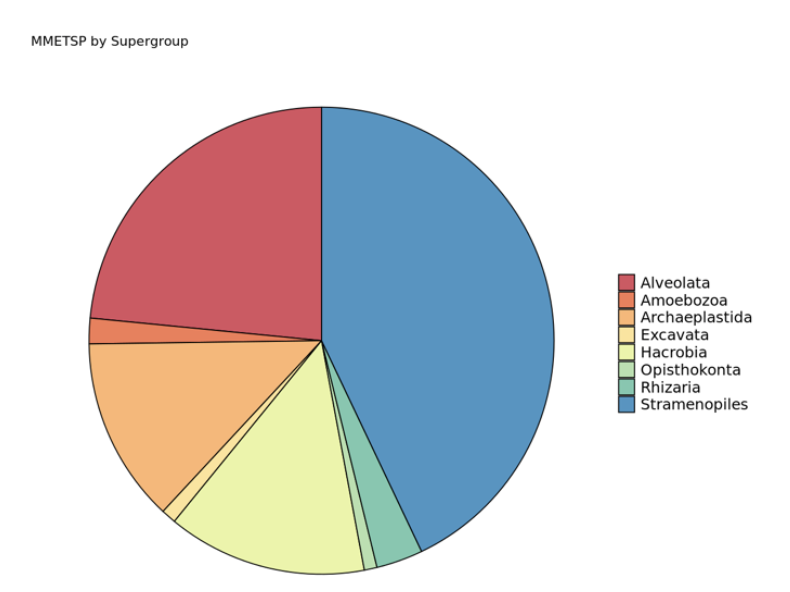 MMETSP by Supergroup
Alveolata
Amoebozoa
Archaeplastida
Excavata
Hacrobia
Opisthokonta
Rhizaria
Stramenopiles